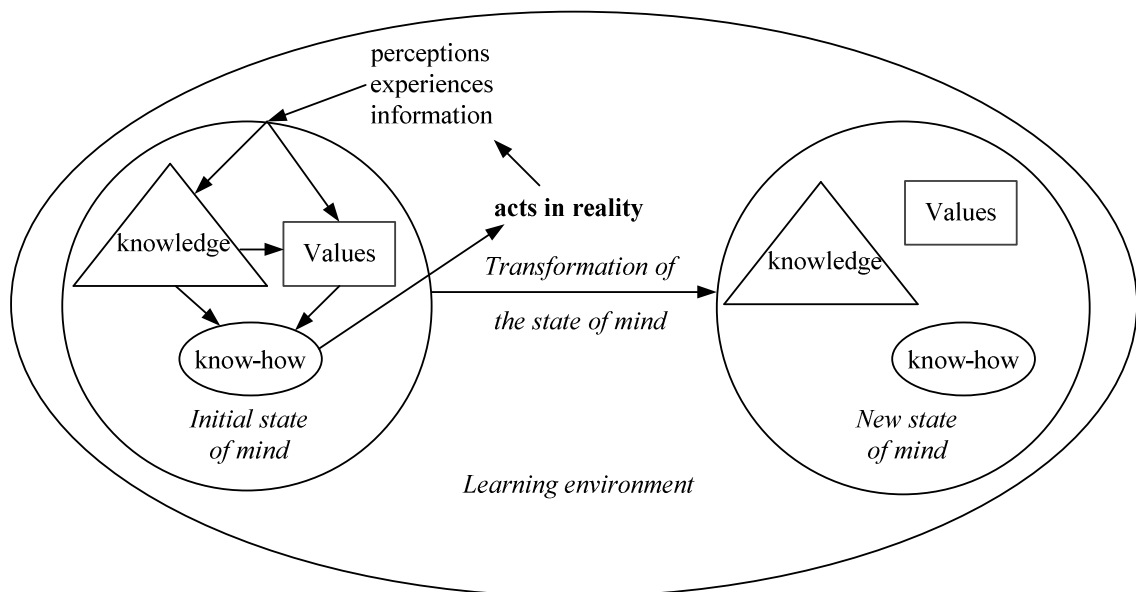 perceptions
experiences
information
acts in reality
knowledge
Values
know-how
Initial state
of mind
Transformation of
the state of mind
Values
knowledge
know-how
New state
of mind
Learning environment